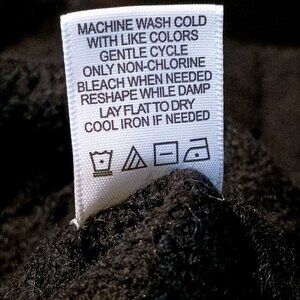 MACHINE WASH COLD
WITH LIKE COLORS
GENTLE CYCLE
ONLY NON-CHLORINE
BLEACH WHEN NEEDED
RESHAPE WHILE DAMP
LAY FLAT TO DRY
COOL IRON IF NEEDED